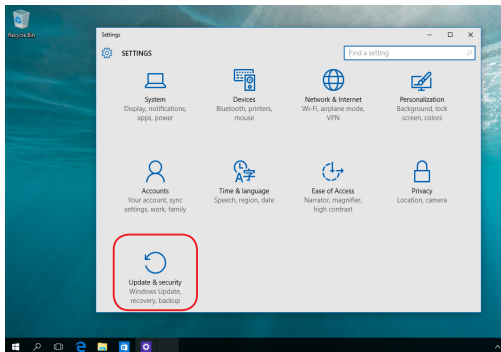 Recycle Bin
Settings
SETTINGS
Find a setting
System
Display, notifications,
apps, power
Devices
Bluetooth, printers,
mouse
Network & Internet
Wi-Fi, airplane mode,
VPN
Personalization
Background, lock
screen, colors
Accounts
Your account, sync
settings, work, family
Time & language
Speech, region, date
Ease of Access
Narrator, magnifier,
high contrast
Privacy
Location, camera
Update & security
Windows Update,
recovery, backup